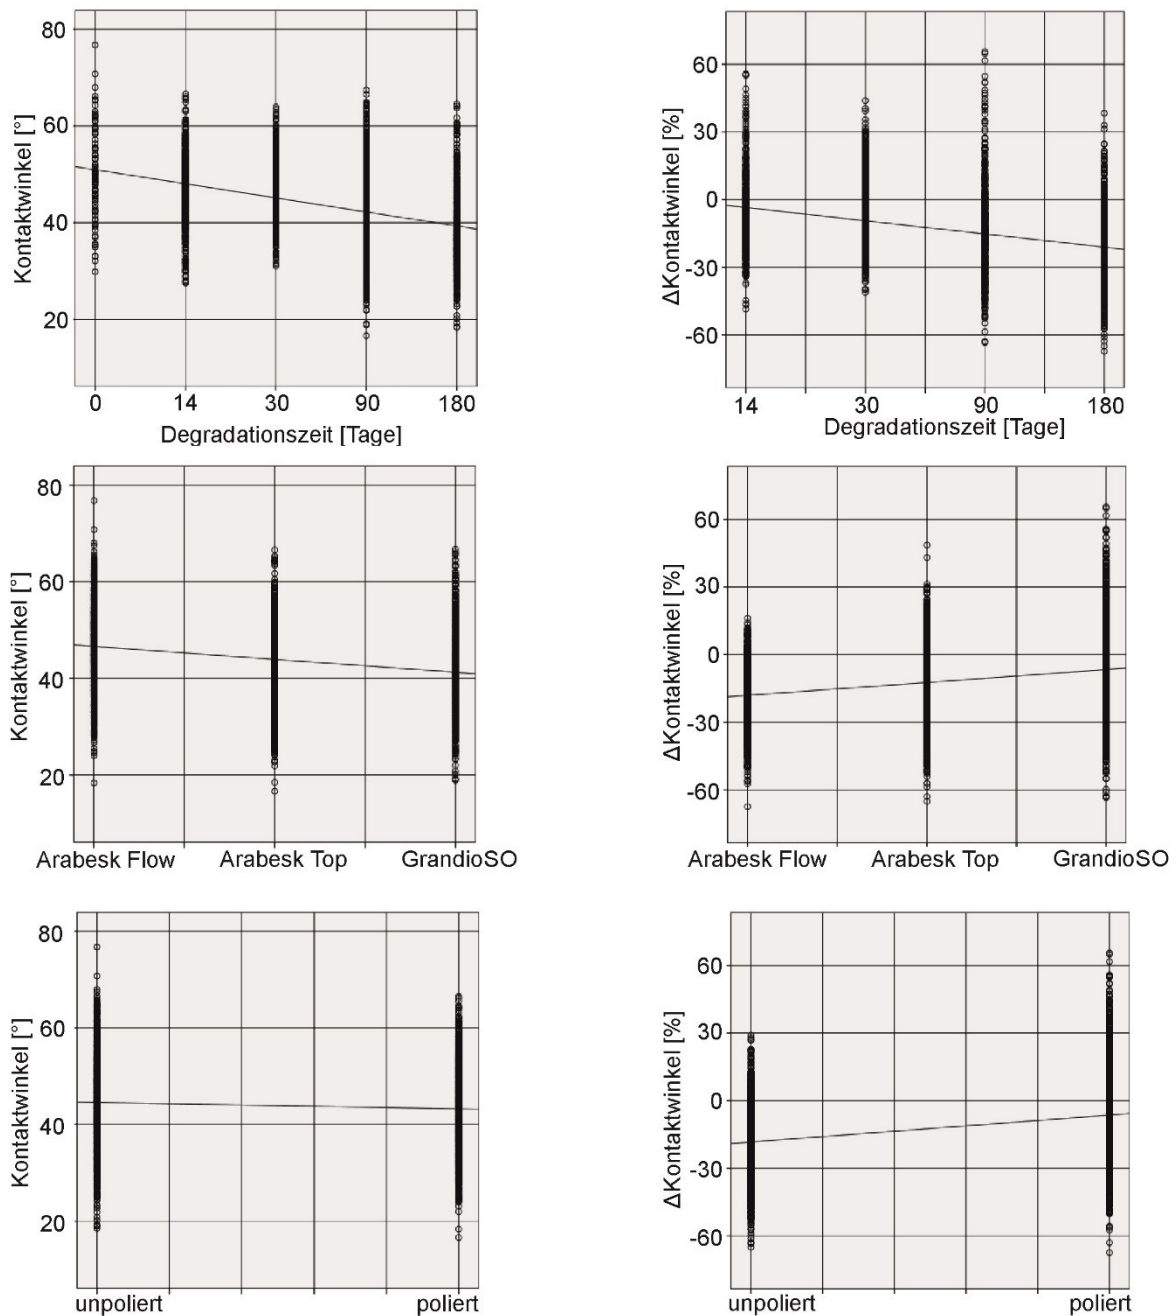 80
60
40
20
Kontaktwinkel [°]
0 14 30 90 180
Degradationszeit [Tage]
60
30
0
-30
-60
ΔKontaktwinkel [%]
14 30 90 180
Degradationszeit [Tage]
80
60
40
20
Kontaktwinkel [°]
Arabesk Flow Arabesk Top GrandioSO
60
30
0
-30
-60
ΔKontaktwinkel [%]
Arabesk Flow Arabesk Top GrandioSO
80
60
40
20
Kontaktwinkel [°]
unpoliert poliert
60
30
0
-30
-60
ΔKontaktwinkel [%]
unpoliert poliert